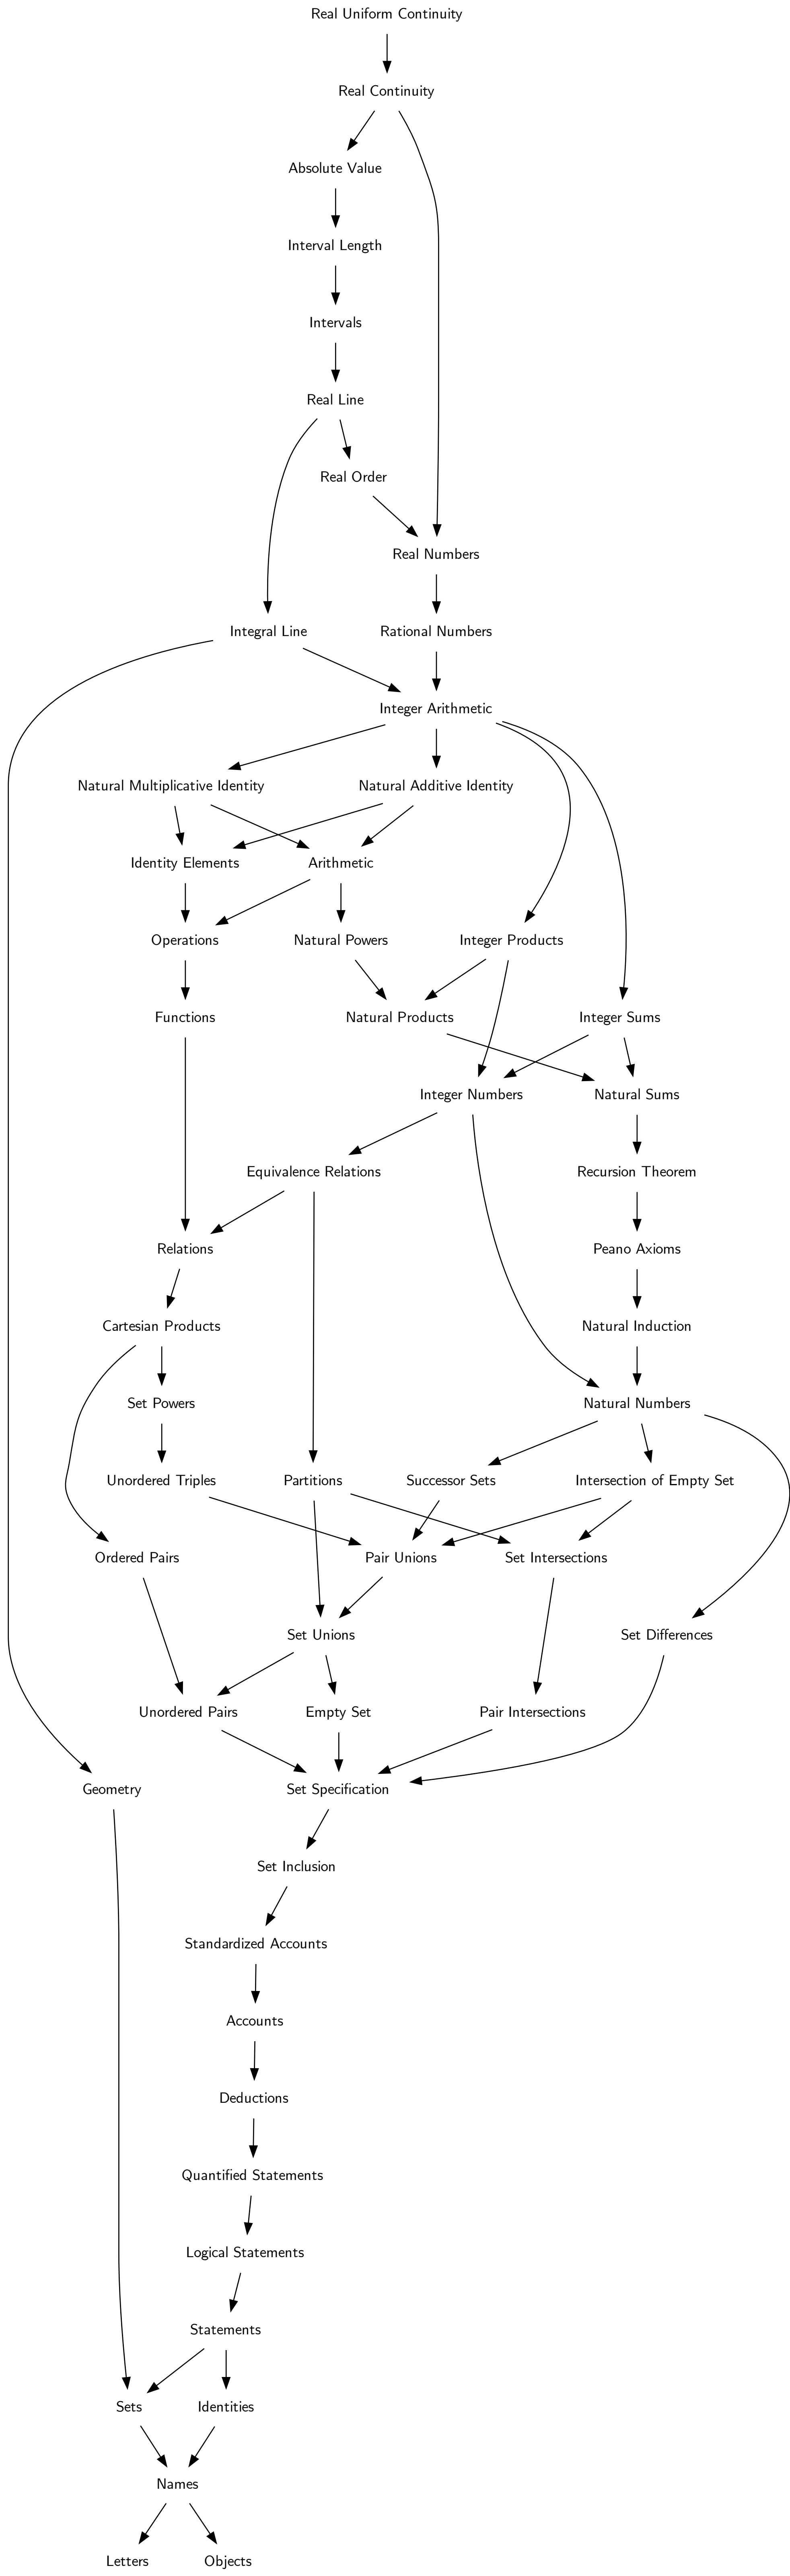 Real Uniform Continuity
Real Continuity
Absolute Value
Interval Length
Intervals
Real Line
Real Order
Real Numbers
Integral Line
Rational Numbers
Integer Arithmetic
Natural Multiplicative Identity
Natural Additive Identity
Identity Elements
Arithmetic
Operations
Natural Powers
Integer Products
Functions
Natural Products
Integer Sums
Integer Numbers
Natural Sums
Equivalence Relations
Recursion Theorem
Relations
Peano Axioms
Cartesian Products
Natural Induction
Set Powers
Natural Numbers
Unordered Triples
Partitions
Successor Sets
Intersection of Empty Set
Ordered Pairs
Pair Unions
Set Intersections
Set Unions
Set Differences
Unordered Pairs
Empty Set
Pair Intersections
Geometry
Set Specification
Set Inclusion
Standardized Accounts
Accounts
Deductions
Quantified Statements
Logical Statements
Statements
Sets
Identities
Names
Letters
Objects